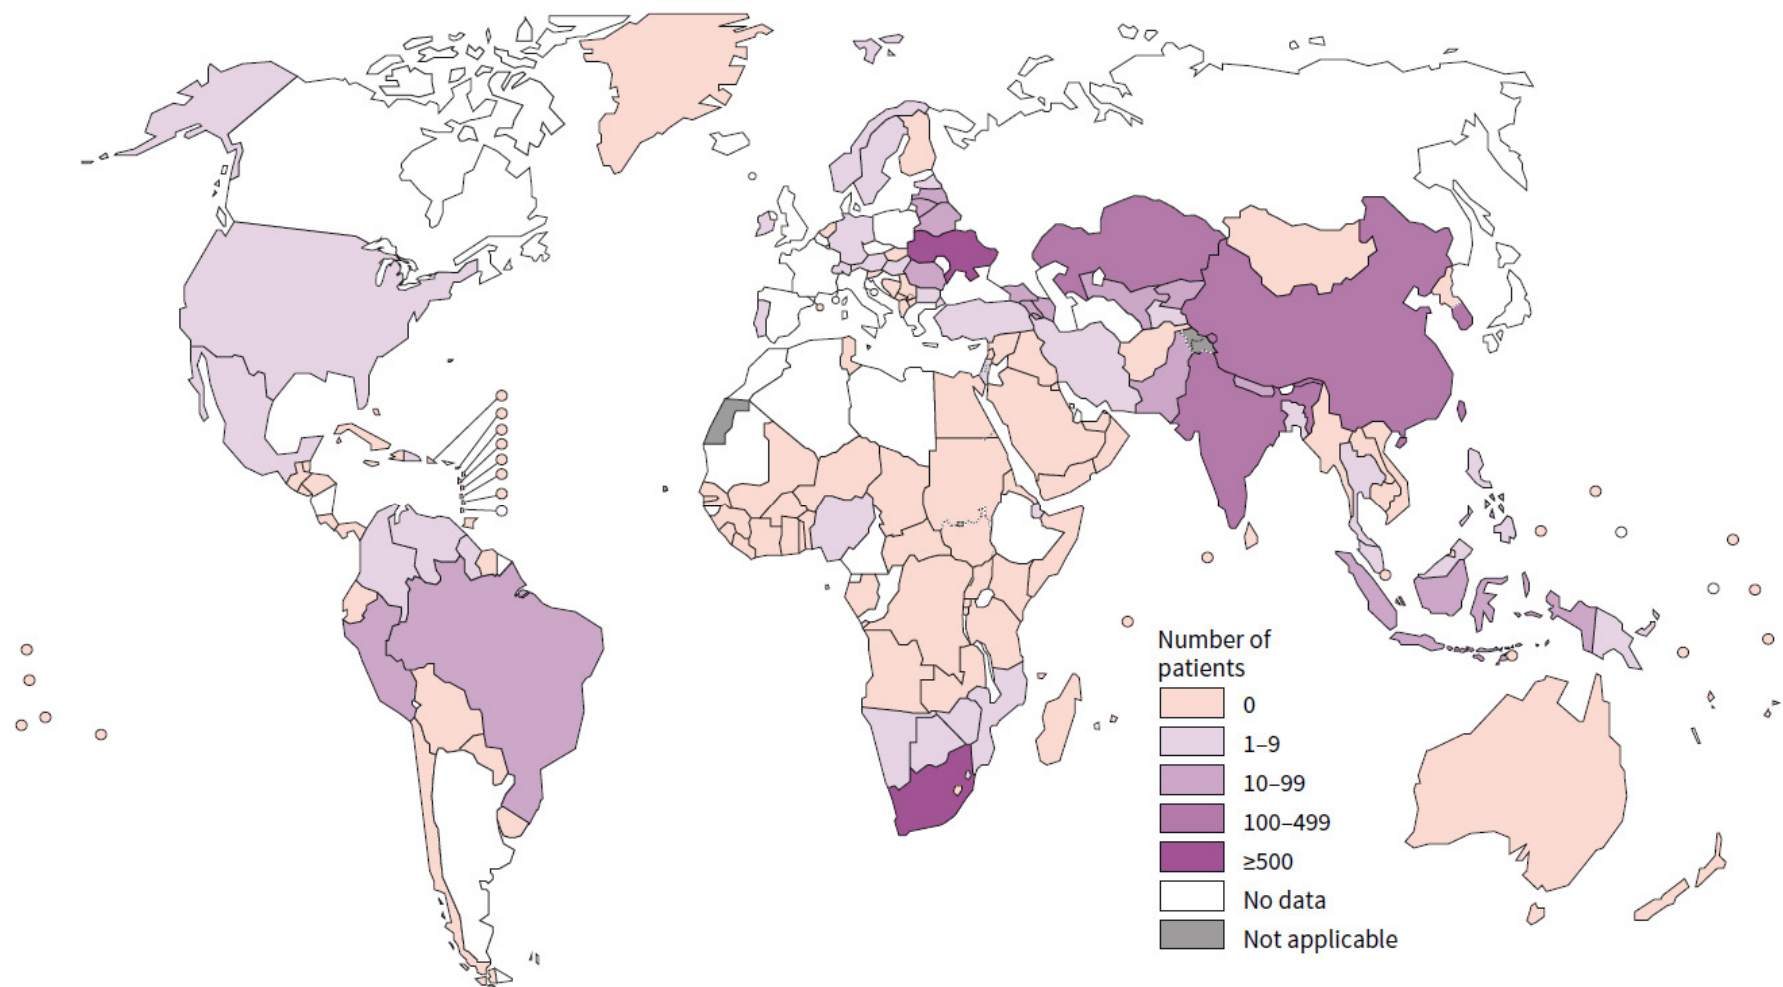 Number of
patients
0
1–9
10–99
100–499
≥500
No data
Not applicable